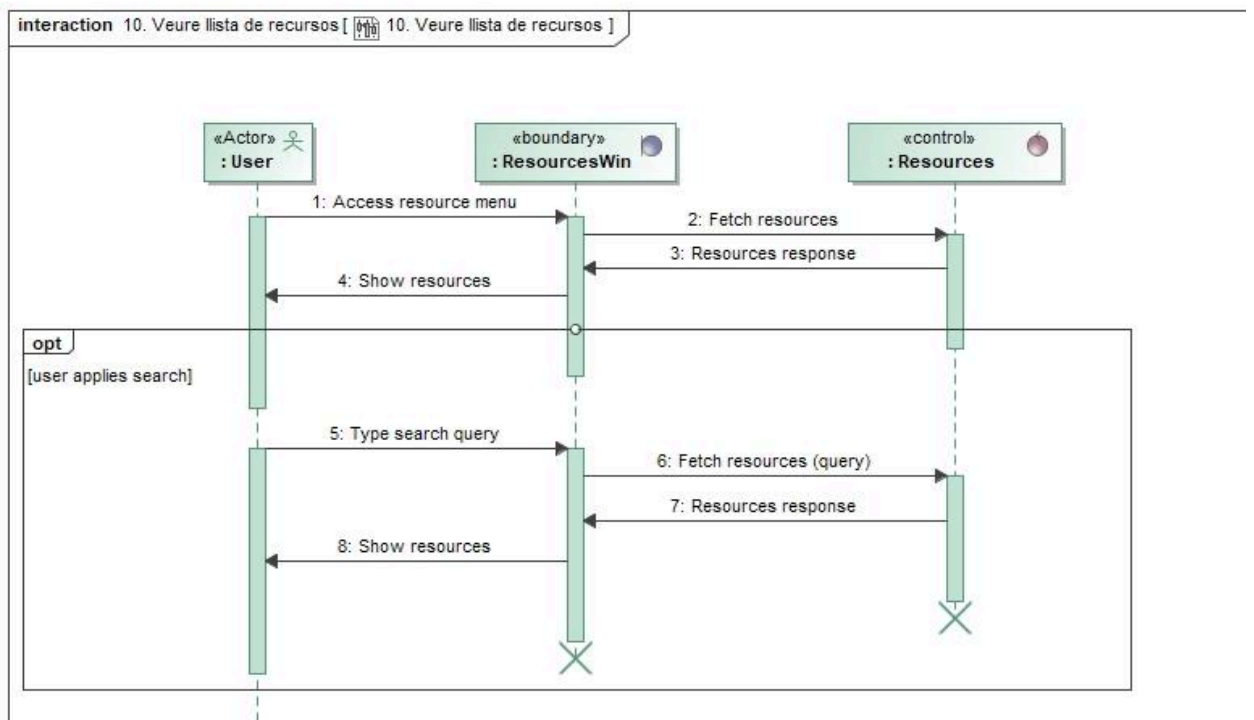 interaction 10. Veure llista de recursos [ 10. Veure llista de recursos ]
«Actor»
: User
«boundary»
: ResourcesWin
«control»
: Resources
1: Access resource menu
2: Fetch resources
3: Resources response
4: Show resources
opt
[user applies search]
5: Type search query
6: Fetch resources (query)
7: Resources response
8: Show resources